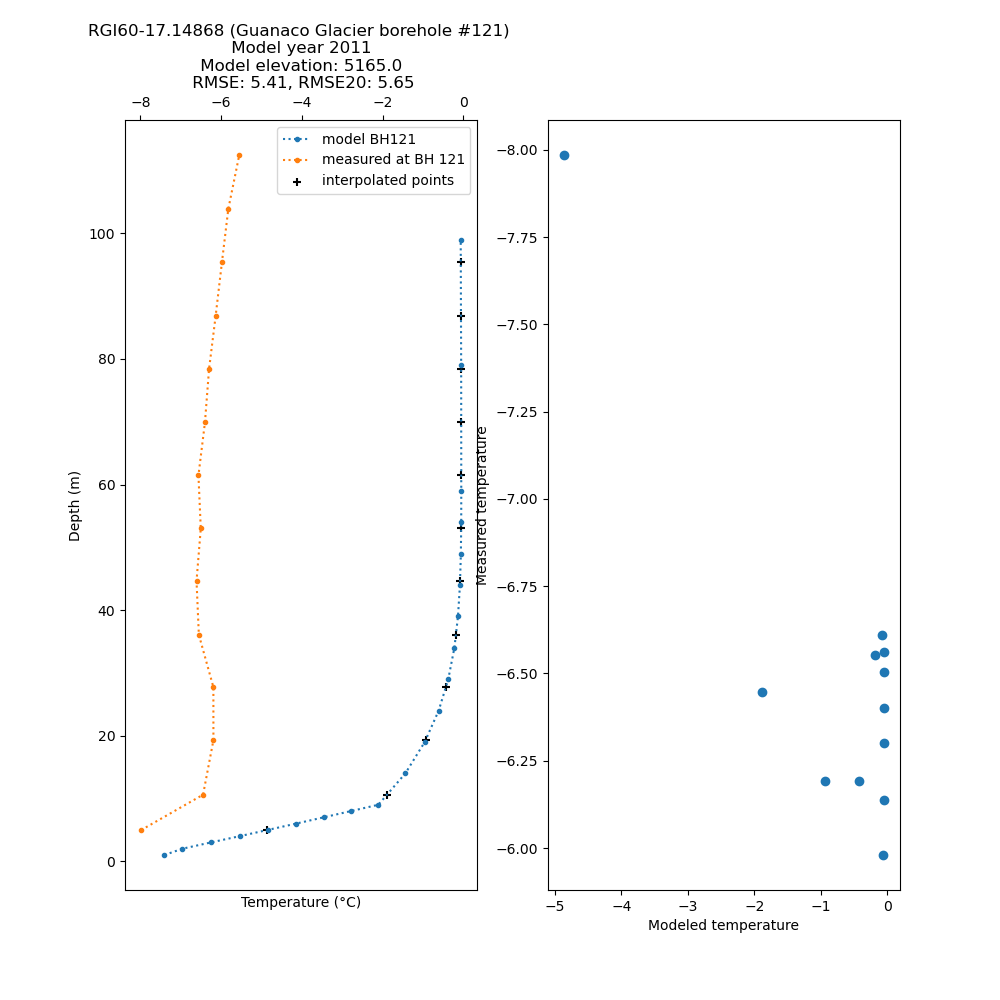 RGI60-17.14868 (Guanaco Glacier borehole #121)
Model year 2011
Model elevation: 5165.0
RMSE: 5.41, RMSE20: 5.65
−8 −6 −4 −2 0
model BH121
measured at BH 121
interpolated points
100
80
60
40
20
0
Depth (m)
Temperature (°C)
−8.00
−7.75
−7.50
−7.25
−7.00
−6.75
−6.50
−6.25
−6.00
Measured temperature
−5 −4 −3 −2 −1 0
Modeled temperature